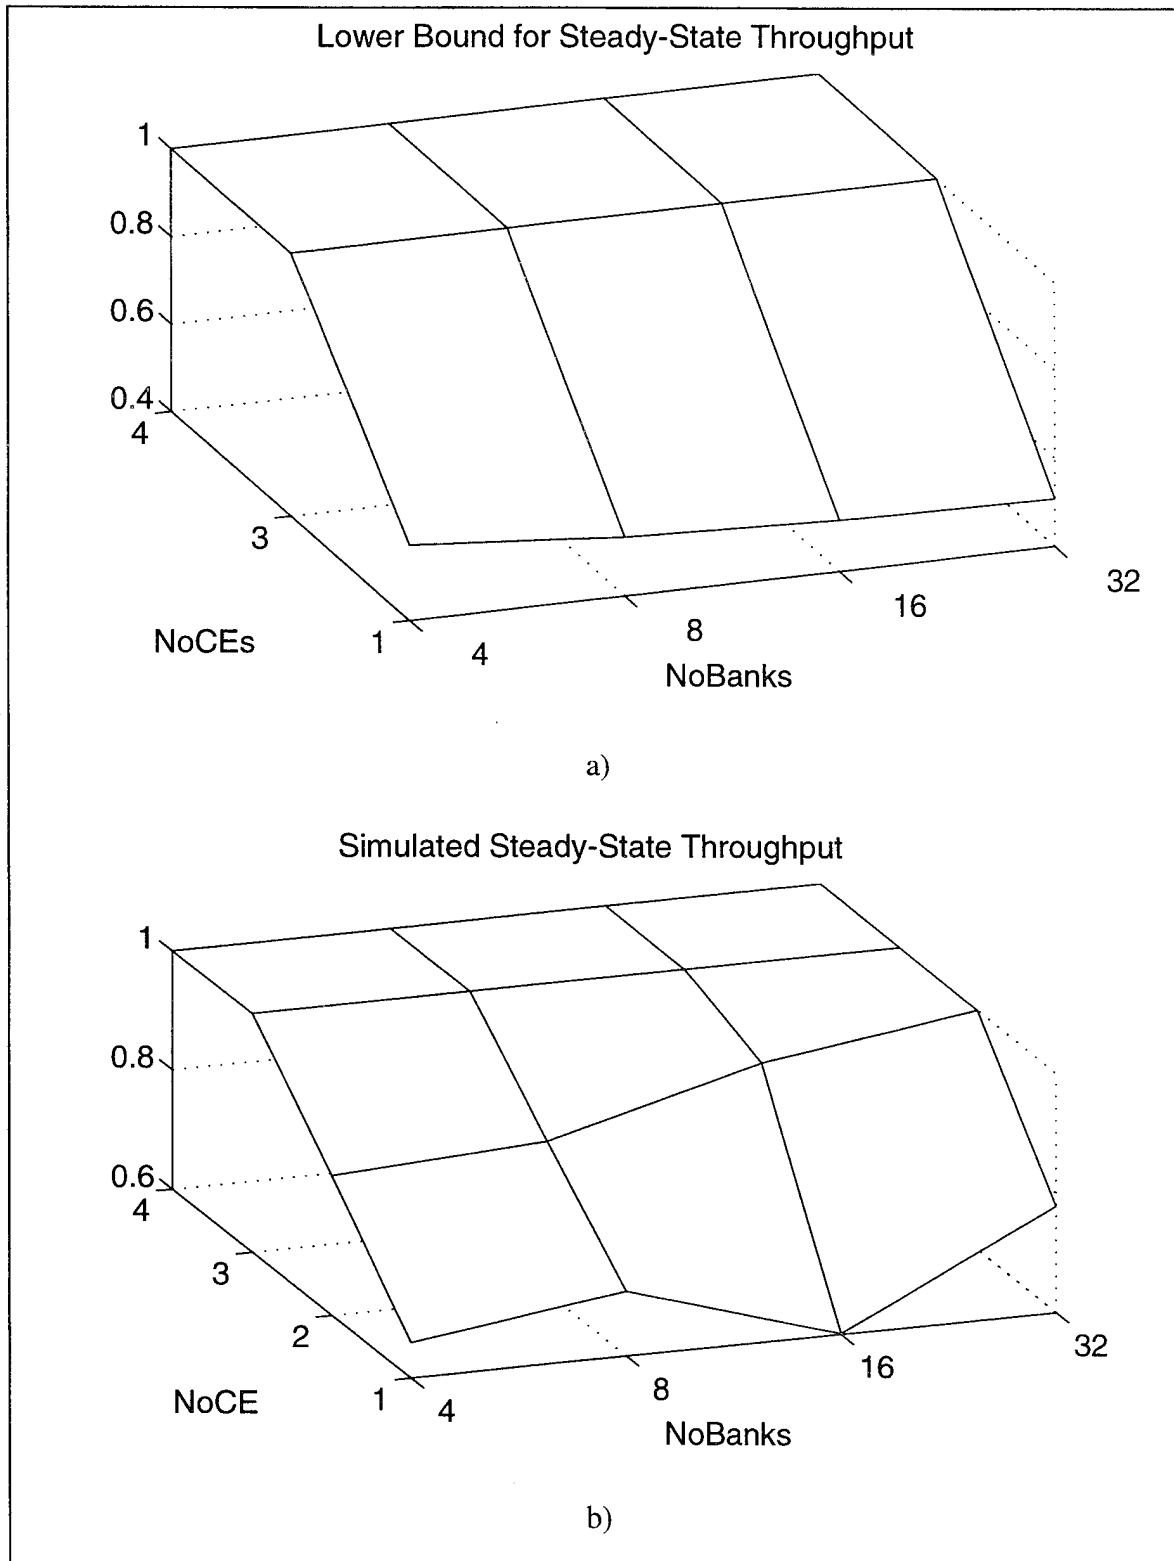 Lower Bound for Steady-State Throughput
1
0.8
0.6
0.4
4
3
1
NoCEs
4
8
16
32
NoBanks
a)
Simulated Steady-State Throughput
1
0.8
0.6
4
3
2
1
NoCE
4
8
16
32
NoBanks
b)